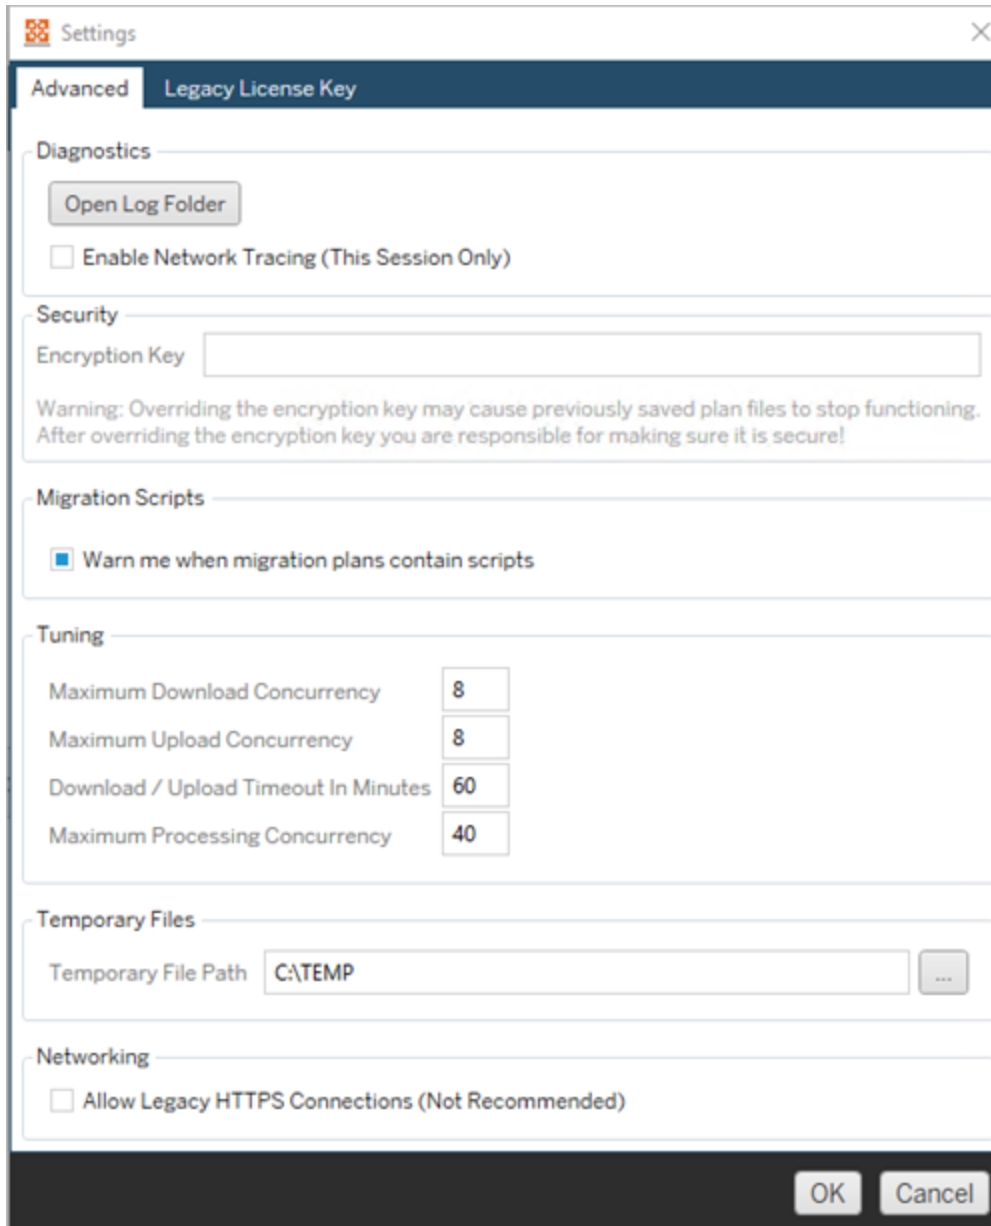 Settings
Advanced Legacy License Key
Diagnostics
Open Log Folder
Enable Network Tracing (This Session Only)
Security
Encryption Key
Warning: Overriding the encryption key may cause previously saved plan files to stop functioning.
After overriding the encryption key you are responsible for making sure it is secure!
Migration Scripts
Warn me when migration plans contain scripts
Tuning
Maximum Download Concurrency 8
Maximum Upload Concurrency 8
Download / Upload Timeout In Minutes 60
Maximum Processing Concurrency 40
Temporary Files
Temporary File Path C:\TEMP ...
Networking
Allow Legacy HTTPS Connections (Not Recommended)
OK Cancel